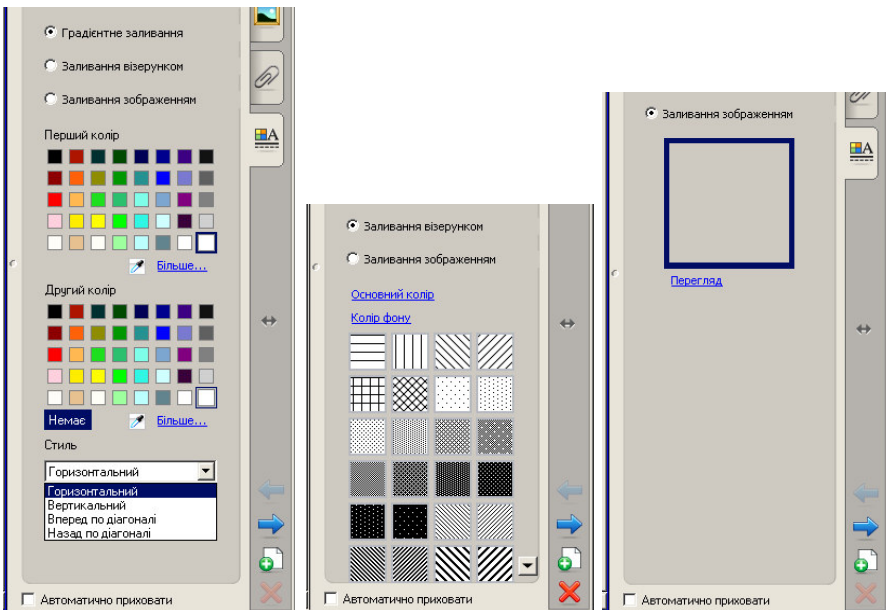 Градієнтне заливання
Заливання візерунком
Заливання зображенням
Перший колір
Більше...
Другий колір
Немає
Більше...
Стиль
Горизонтальний
Горизонтальний
Вертикальний
Вперед по діагоналі
Назад по діагоналі
Автоматично приховати
A
Заливання візерунком
Заливання зображенням
Основний колір
Колір фону
Автоматично приховати
Заливання зображенням
Перегляд
Автоматично приховати
A